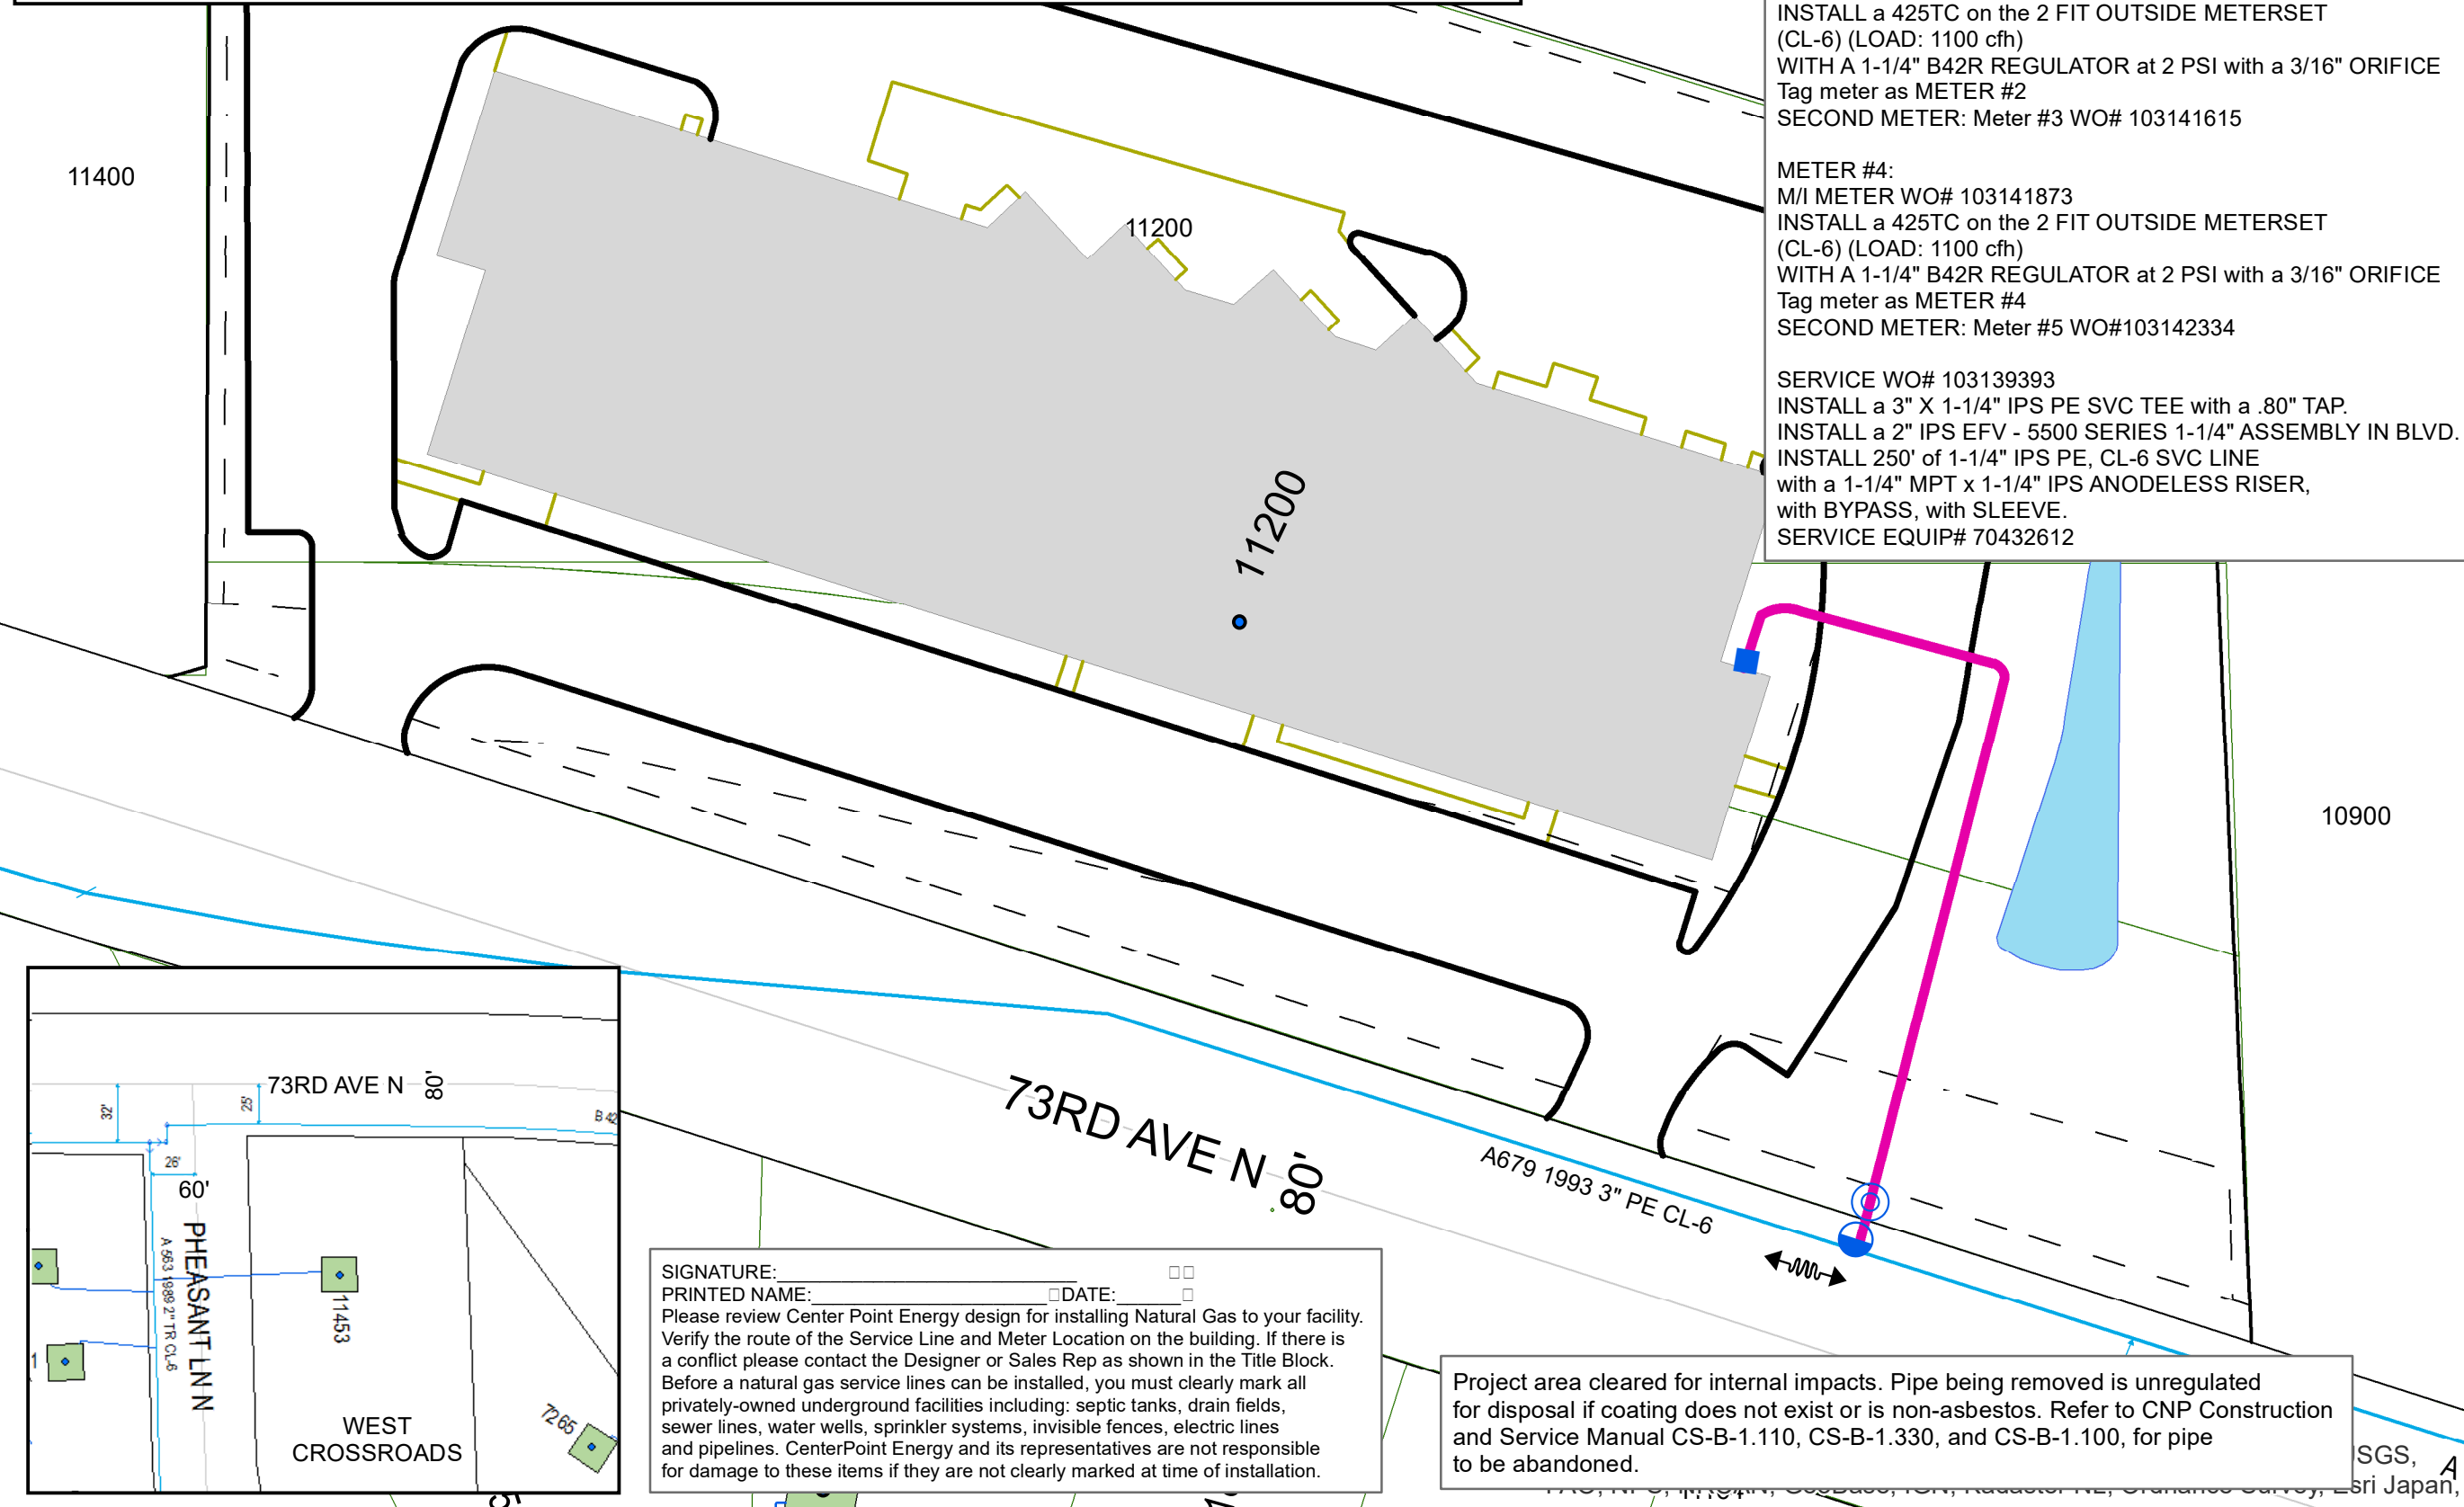 INSTALL a 425TC on the 2 FIT OUTSIDE METERSET
(CL-6) (LOAD: 1100 cfh)
WITH A 1-1/4" B42R REGULATOR at 2 PSI with a 3/16" ORIFICE
Tag meter as METER #2
SECOND METER: Meter #3 WO# 103141615
METER #4:
M/I METER WO# 103141873
INSTALL a 425TC on the 2 FIT OUTSIDE METERSET
(CL-6) (LOAD: 1100 cfh)
WITH A 1-1/4" B42R REGULATOR at 2 PSI with a 3/16" ORIFICE
Tag meter as METER #4
SECOND METER: Meter #5 WO#103142334
SERVICE WO# 103139393
INSTALL a 3" X 1-1/4" IPS PE SVC TEE with a .80" TAP.
INSTALL a 2" IPS EFV - 5500 SERIES 1-1/4" ASSEMBLY IN BLVD.
INSTALL 250' of 1-1/4" IPS PE, CL-6 SVC LINE
with a 1-1/4" MPT x 1-1/4" IPS ANODELESS RISER,
with BYPASS, with SLEEVE.
SERVICE EQUIP# 70432612
11400
11200
11200
10900
73RD AVE N 80'
A679 1993 3" PE CL-6
73RD AVE N 80'
32'
25'
B 42
26'
60'
PHEASANT LN N
A 563 1989 2" TR CL-6
11453
1
7265
WEST
CROSSROADS
SIGNATURE:____________________________
PRINTED NAME:______________________ DATE:______
Please review Center Point Energy design for installing Natural Gas to your facility.
Verify the route of the Service Line and Meter Location on the building. If there is
a conflict please contact the Designer or Sales Rep as shown in the Title Block.
Before a natural gas service lines can be installed, you must clearly mark all
privately-owned underground facilities including: septic tanks, drain fields,
sewer lines, water wells, sprinkler systems, invisible fences, electric lines
and pipelines. CenterPoint Energy and its representatives are not responsible
for damage to these items if they are not clearly marked at time of installation.
Project area cleared for internal impacts. Pipe being removed is unregulated
for disposal if coating does not exist or is non-asbestos. Refer to CNP Construction
and Service Manual CS-B-1.110, CS-B-1.330, and CS-B-1.100, for pipe
to be abandoned.
Japan,
A